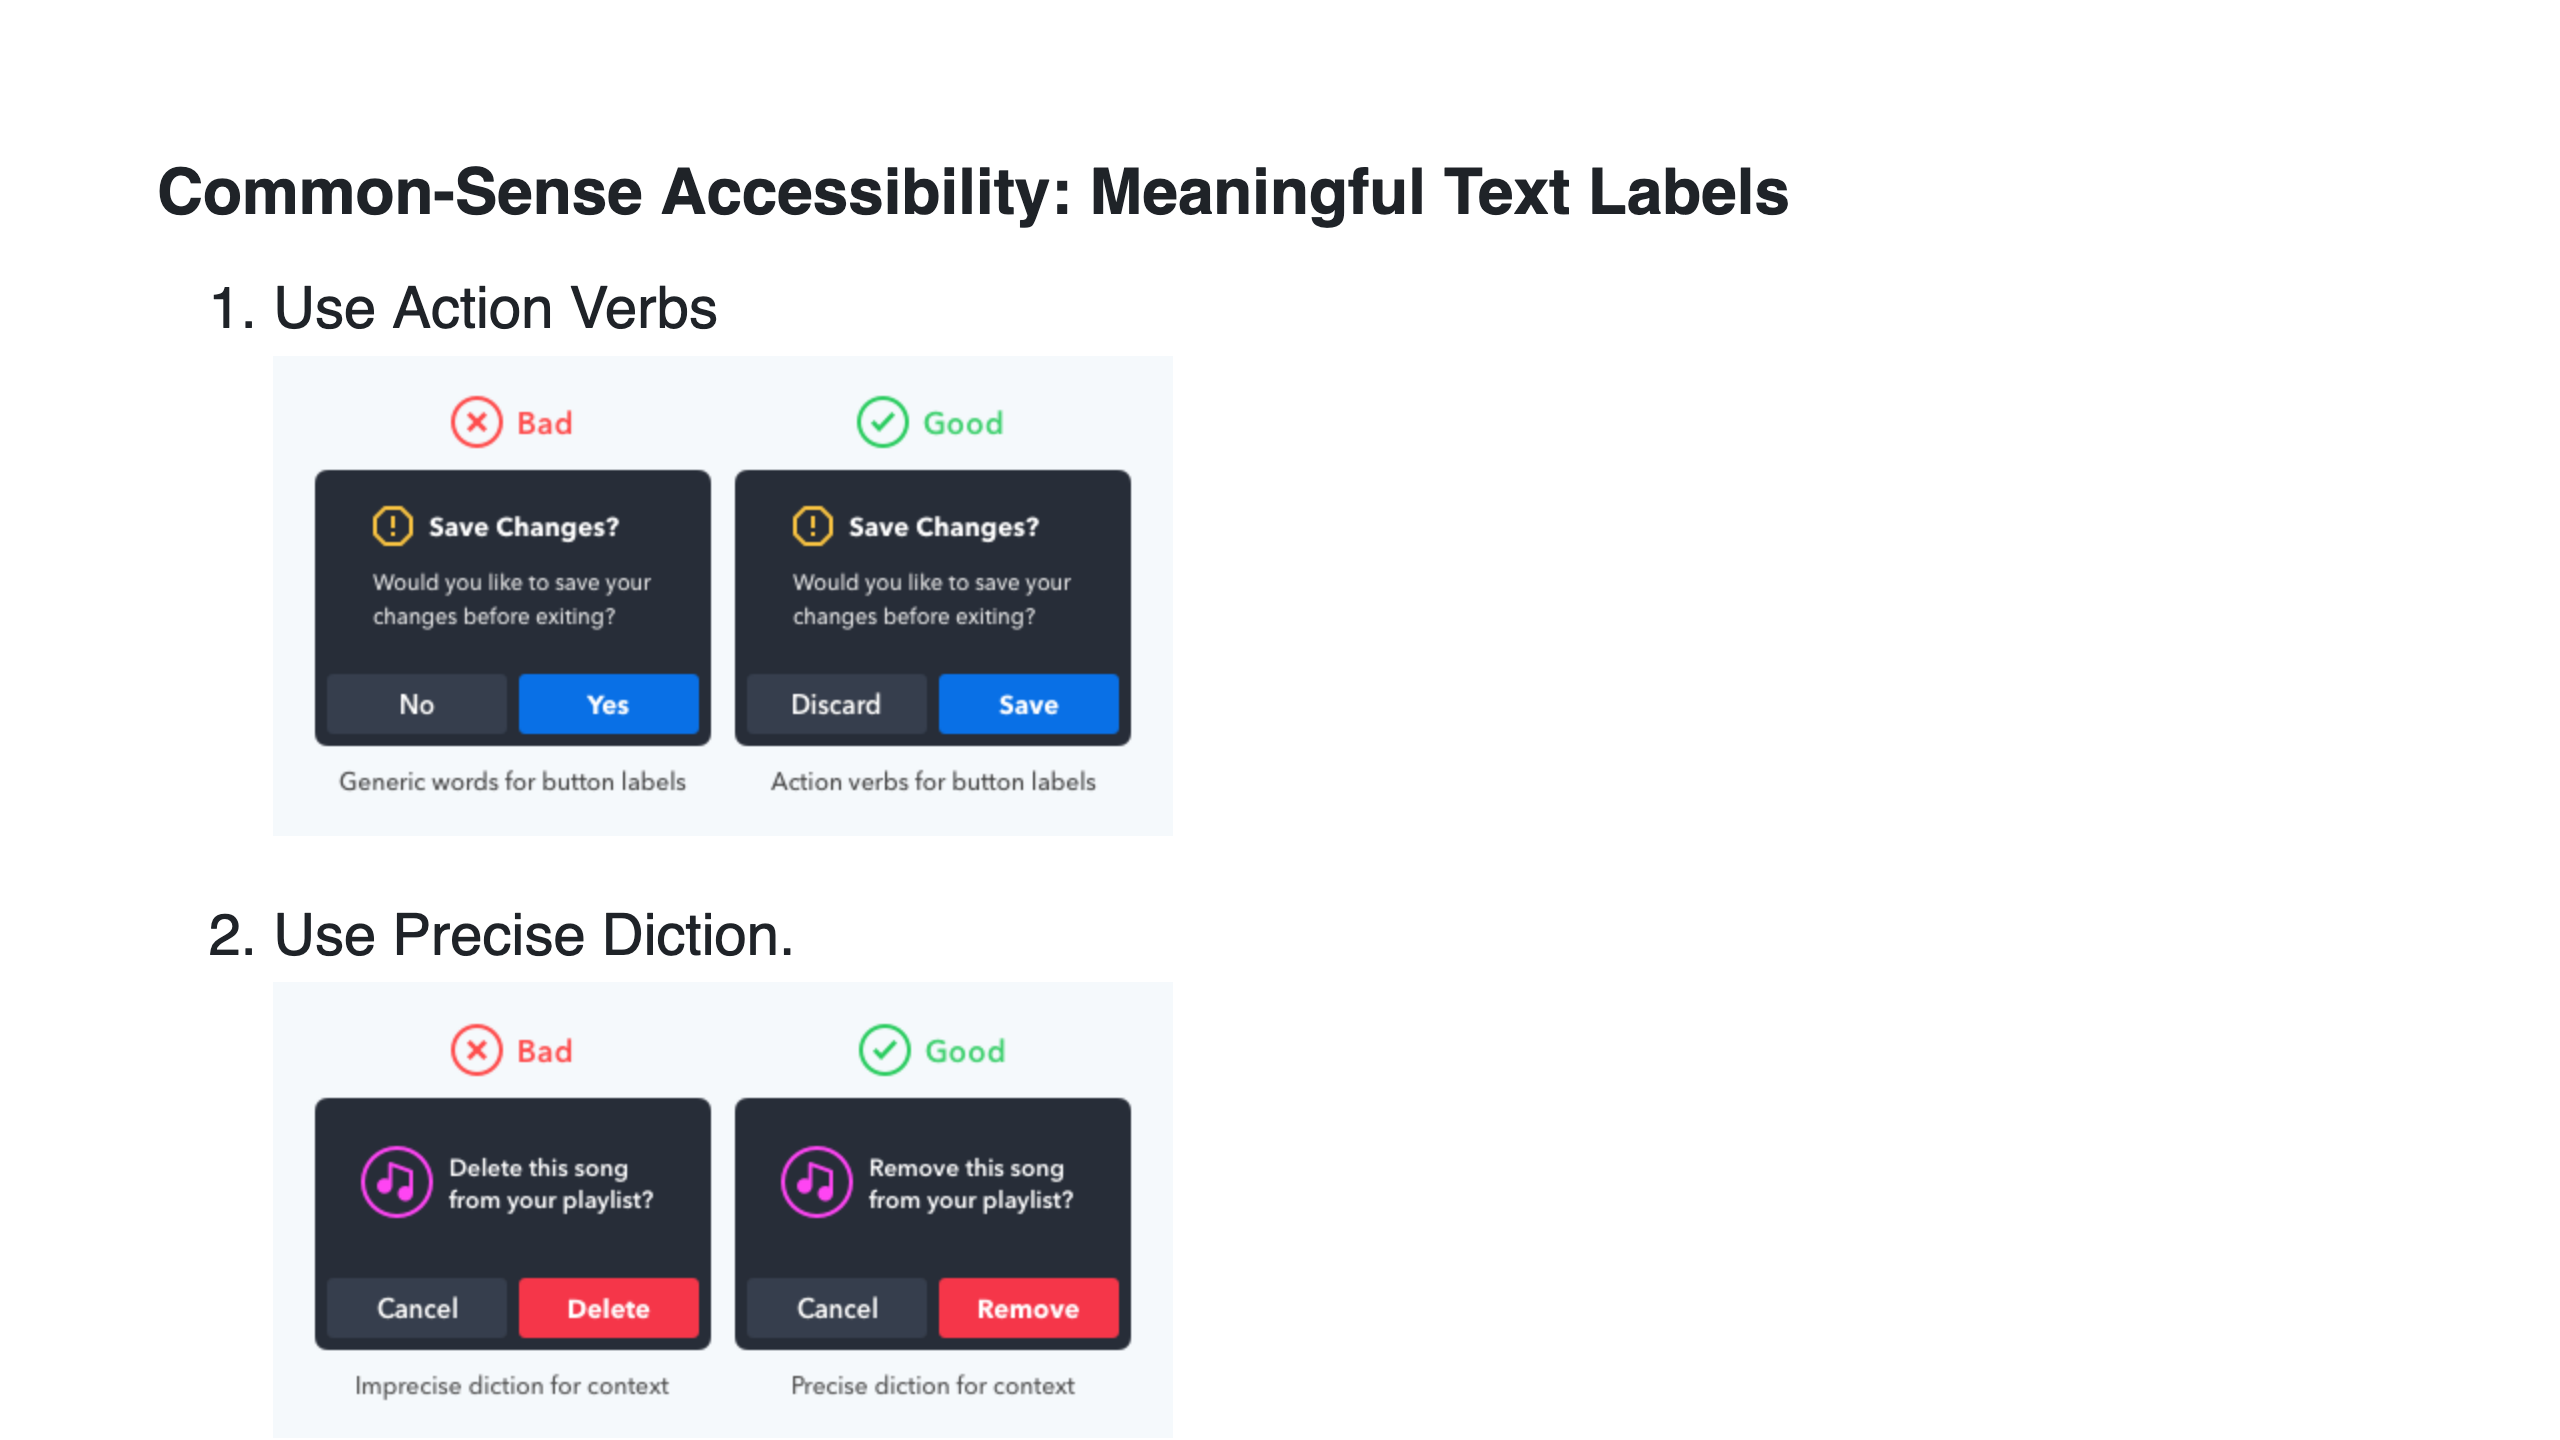 Common-Sense Accessibility: Meaningful Text Labels
1. Use Action Verbs
Bad
Good
Save Changes?
Would you like to save your
changes before exiting?
No
Yes
Generic words for button labels
Save Changes?
Would you like to save your
changes before exiting?
Discard
Save
Action verbs for button labels
2. Use Precise Diction.
Bad
Good
Delete this song
from your playlist?
Cancel
Delete
Imprecise diction for context
Remove this song
from your playlist?
Cancel
Remove
Precise diction for context